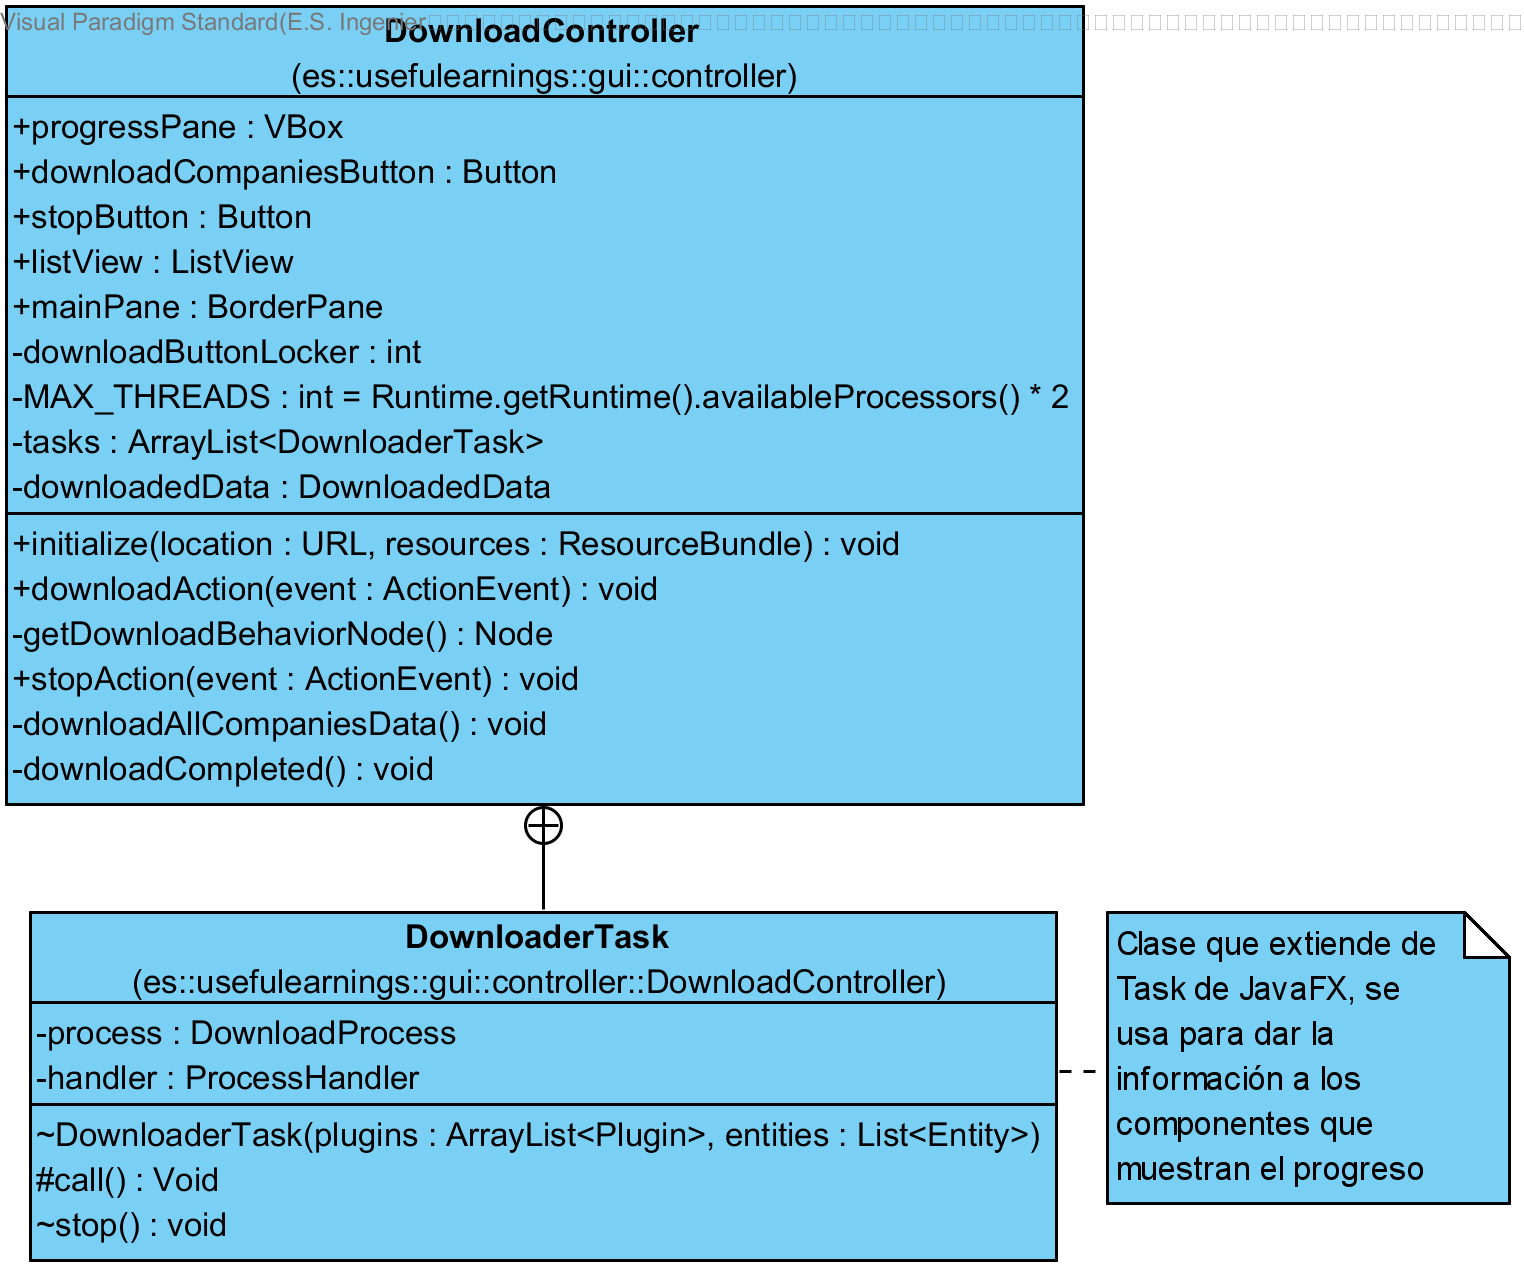 Visual Paradigm Standard(E.S. Ingenier
DownloadController
(es::usefulearnings::gui::controller)
+progressPane : VBox
+downloadCompaniesButton : Button
+stopButton : Button
+listView : ListView
+mainPane : BorderPane
-downloadButtonLocker : int
-MAX_THREADS : int = Runtime.getRuntime().availableProcessors() * 2
-tasks : ArrayList<DownloaderTask>
-downloadedData : DownloadedData
+initialize(location : URL, resources : ResourceBundle) : void
+downloadAction(event : ActionEvent) : void
-getDownloadBehaviorNode() : Node
+stopAction(event : ActionEvent) : void
-downloadAllCompaniesData() : void
-downloadCompleted() : void
DownloaderTask
(es::usefulearnings::gui::controller::DownloadController)
-process : DownloadProcess
-handler : ProcessHandler
~DownloaderTask(plugins : ArrayList<Plugin>, entities : List<Entity>)
#call() : Void
~stop() : void
Clase que extiende de
Task de JavaFX, se
usa para dar la
información a los
componentes que
muestran el progreso